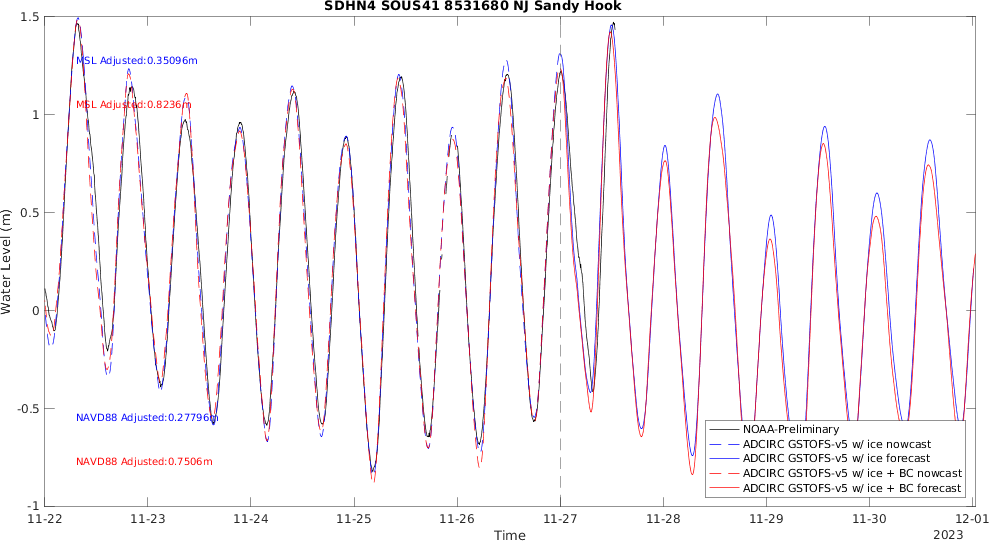 SDHN4 SOUS41 8531680 NJ Sandy Hook
1.5
1
0.5
0
-0.5
-1
Water Level (m)
MSL Adjusted:0.35096m
MSL Adjusted:0.8236m
NAVD88 Adjusted:0.27796m
NAVD88 Adjusted:0.7506m
NOAA-Preliminary
ADCIRC GSTOFS-v5 w/ ice nowcast
ADCIRC GSTOFS-v5 w/ ice forecast
ADCIRC GSTOFS-v5 w/ ice + BC nowcast
ADCIRC GSTOFS-v5 w/ ice + BC forecast
11-22 11-23 11-24 11-25 11-26 11-27 11-28 11-29 11-30 12-01
Time
2023